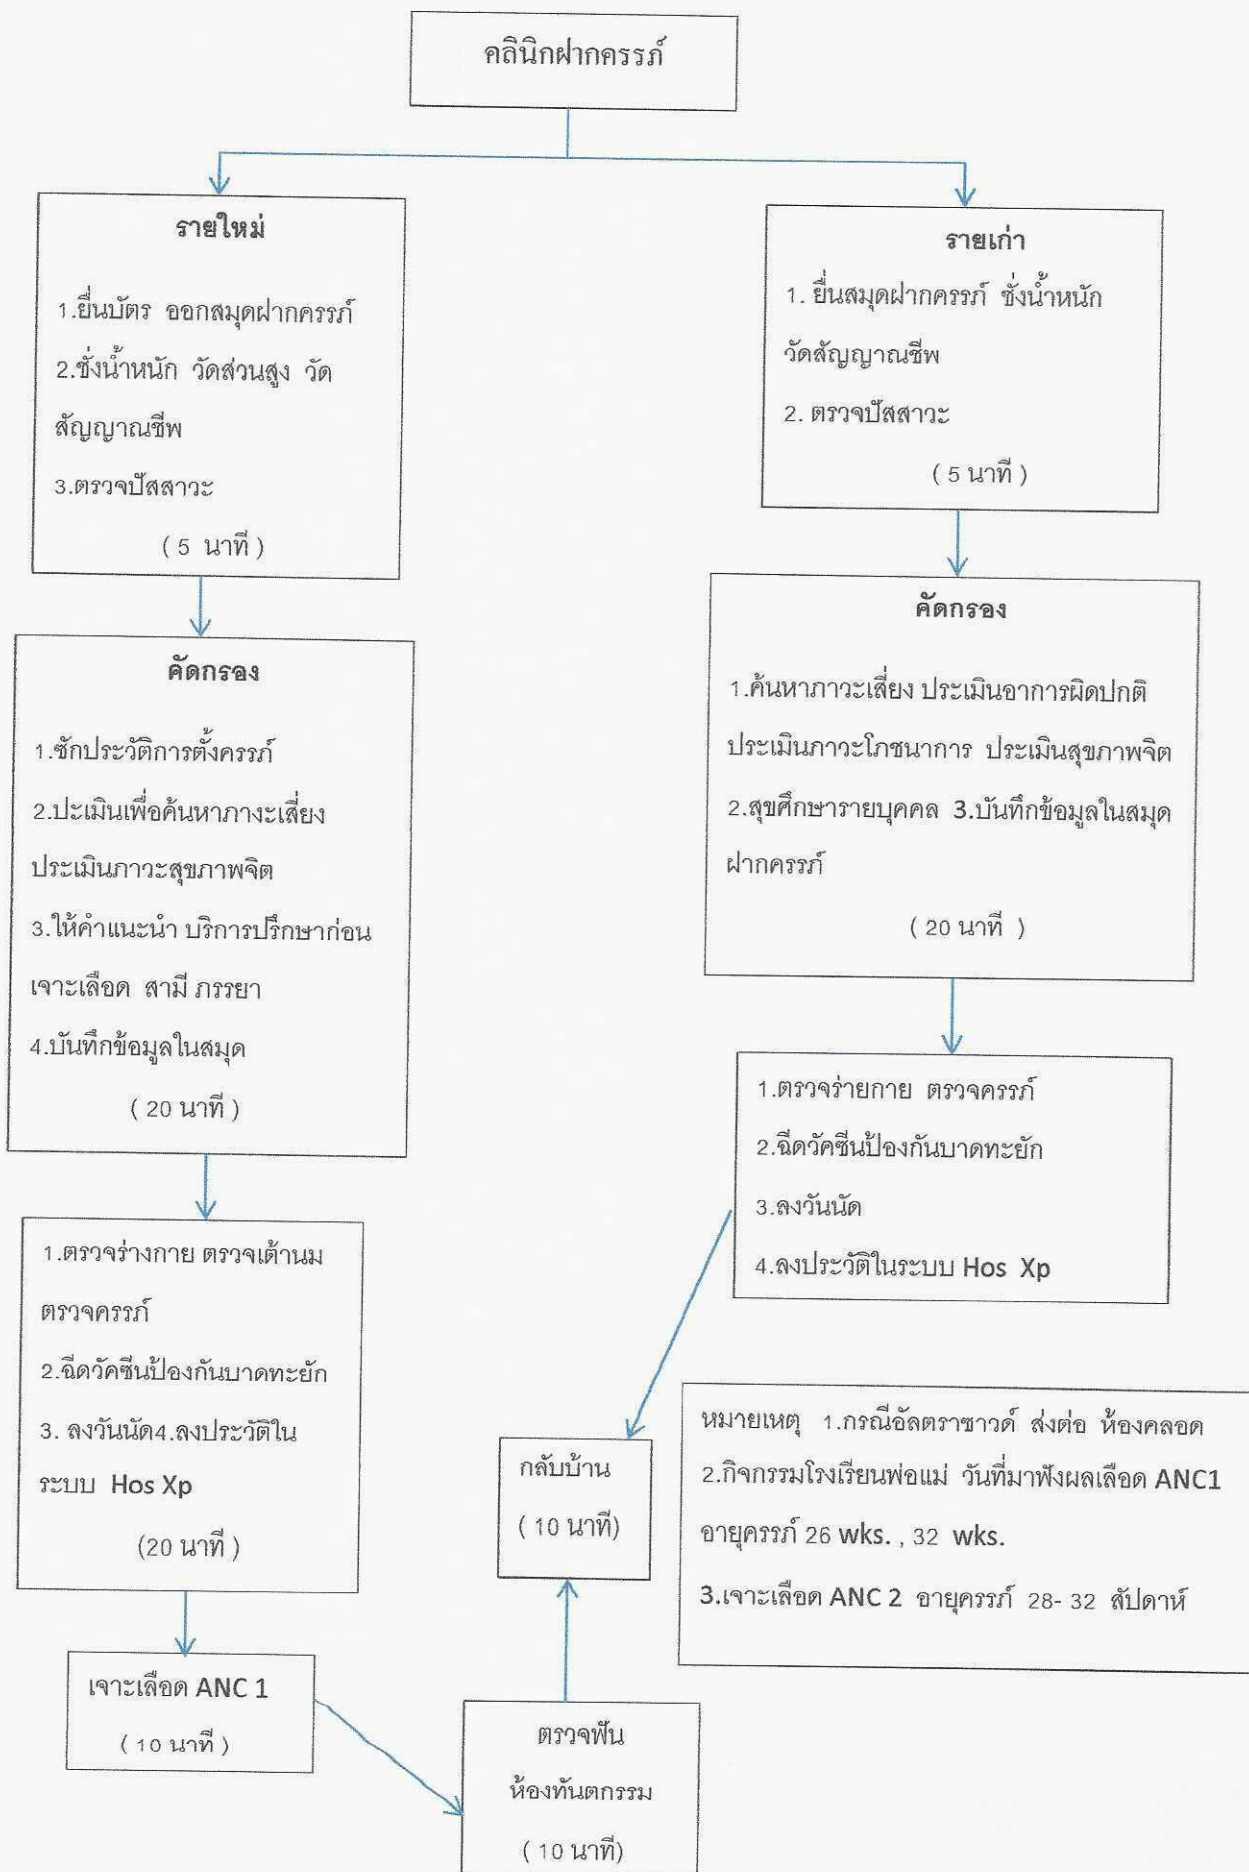 คลินิกฝากครรภ์
รายใหม่
1.ยื่นบัตร ออกสมุดฝากครรภ์
2.ชั่งน้ำหนัก วัดส่วนสูง วัด
สัญญาณชีพ
3.ตรวจปัสสาวะ
( 5 นาที )
คัดกรอง
1.ซักประวัติการตั้งครรภ์
2.ปะเมินเพื่อค้นหาภางะเสี่ยง
ประเมินภาวะสุขภาพจิต
3.ให้คำแนะนำ บริการปรึกษาก่อน
เจาะเลือด สามี ภรรยา
4.บันทึกข้อมูลในสมุด
( 20 นาที )
1.ตรวจร่างกาย ตรวจเต้านม
ตรวจครรภ์
2.ฉีดวัคซีนป้องกันบาดทะยัก
3. ลงวันนัด4.ลงประวัติใน
ระบบ Hos Xp
(20 นาที )
เจาะเลือด ANC 1
( 10 นาที )
ตรวจฟัน
ห้องทันตกรรม
( 10 นาที)
กลับบ้าน
( 10 นาที)
รายเก่า
1. ยื่นสมุดฝากครรภ์ ชั่งน้ำหนัก
วัดสัญญาณชีพ
2. ตรวจปัสสาวะ
( 5 นาที )
คัดกรอง
1.ค้นหาภาวะเสี่ยง ประเมินอาการผิดปกติ
ประเมินภาวะโภชนาการ ประเมินสุขภาพจิต
2.สุขศึกษารายบุคคล 3.บันทึกข้อมูลในสมุด
ฝากครรภ์
( 20 นาที )
1.ตรวจร่ายกาย ตรวจครรภ์
2.ฉีดวัคซีนป้องกันบาดทะยัก
3.ลงวันนัด
4.ลงประวัติในระบบ Hos Xp
หมายเหตุ 1.กรณีอัลตราซาวด์ ส่งต่อ ห้องคลอด
2.กิจกรรมโรงเรียนพ่อแม่ วันที่มาฟังผลเลือด ANC1
อายุครรภ์ 26 wks. , 32 wks.
3.เจาะเลือด ANC 2 อายุครรภ์ 28- 32 สัปดาห์